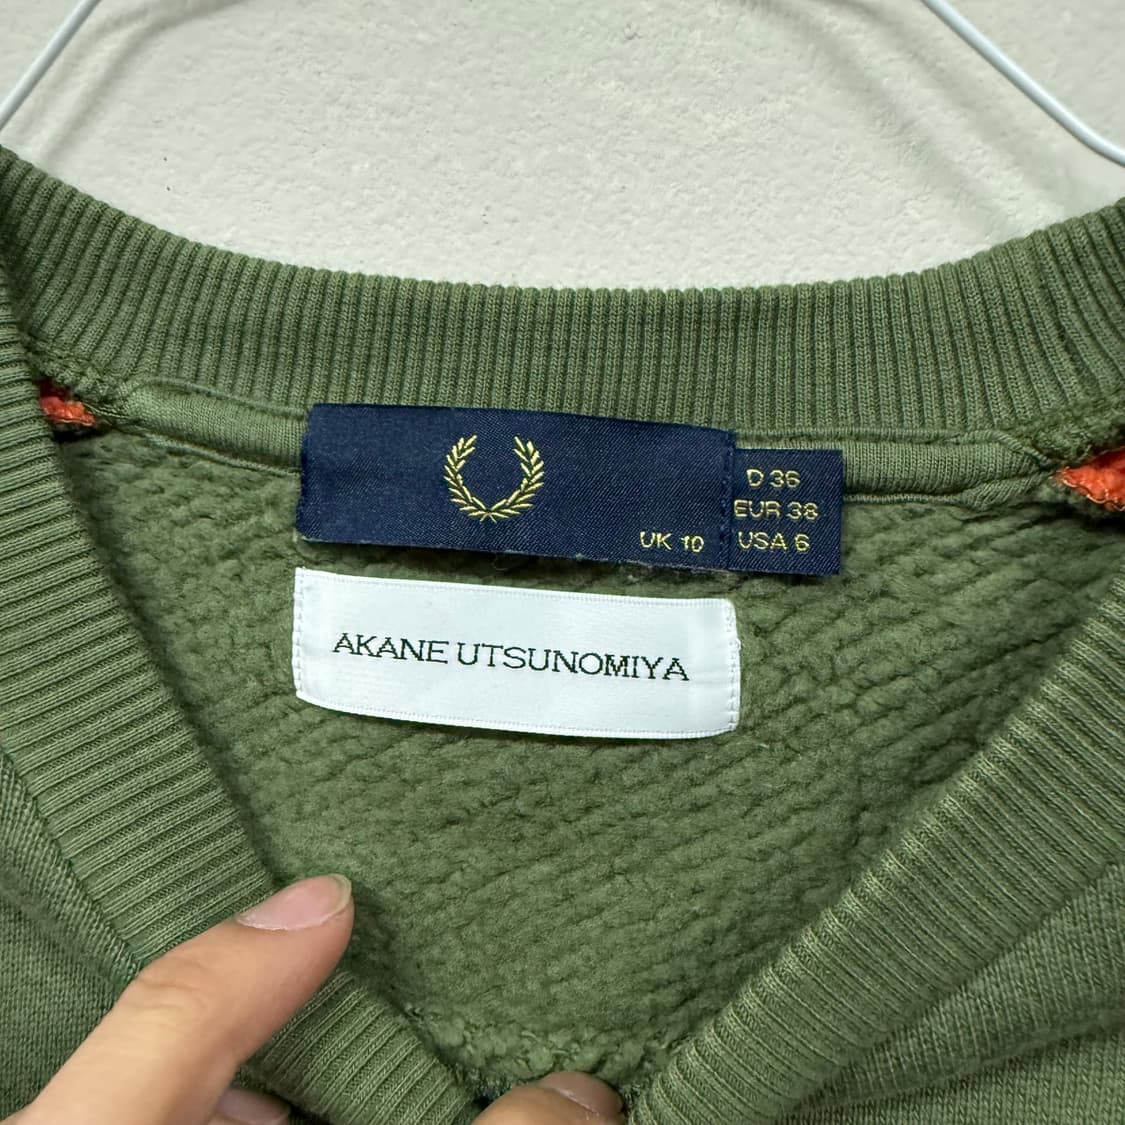 UK 10
D 36
EUR 38
USA 6
AKANE UTSUNOMIYA